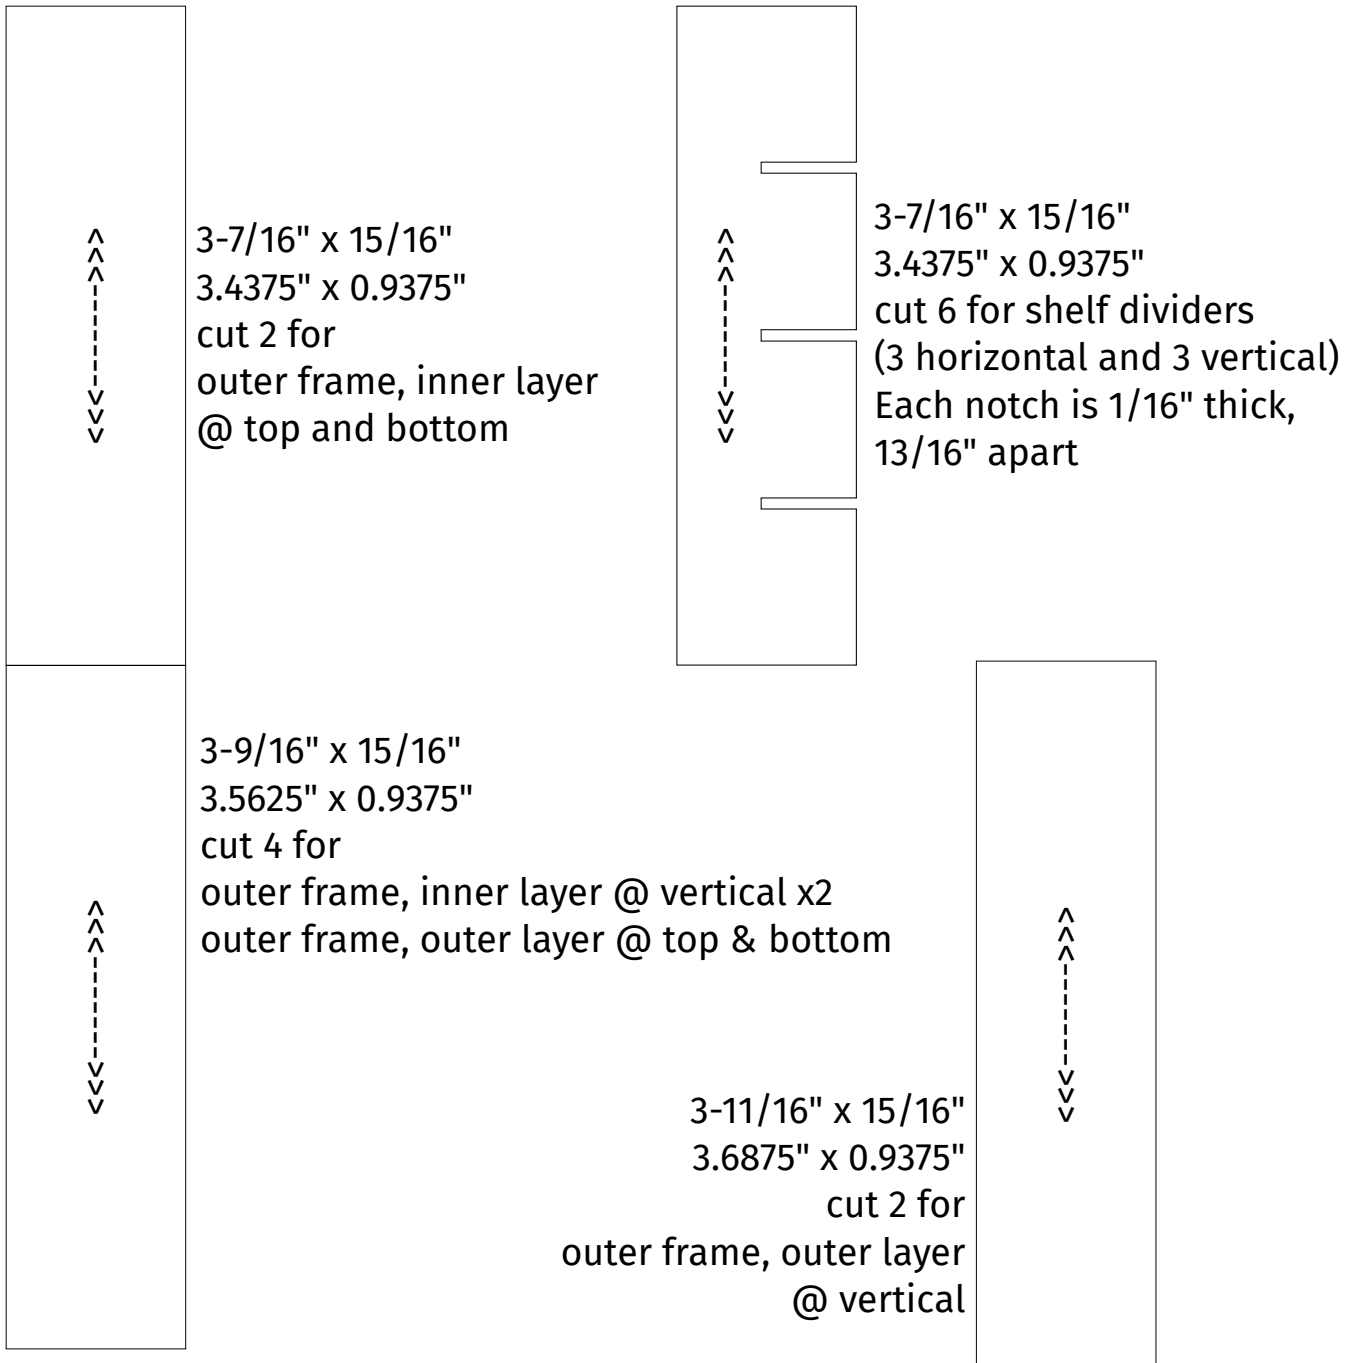 3-7/16" x 15/16"
3.4375" x 0.9375"
cut 2 for
outer frame, inner layer
@ top and bottom
<<<-------->>>
3-7/16" x 15/16"
3.4375" x 0.9375"
cut 6 for shelf dividers
(3 horizontal and 3 vertical)
Each notch is 1/16" thick,
13/16" apart
<<<-------->>>
3-9/16" x 15/16"
3.5625" x 0.9375"
cut 4 for
outer frame, inner layer @ vertical x2
outer frame, outer layer @ top & bottom
<<<-------->>>
3-11/16" x 15/16"
3.6875" x 0.9375"
cut 2 for
outer frame, outer layer
@ vertical
<<<-------->>>